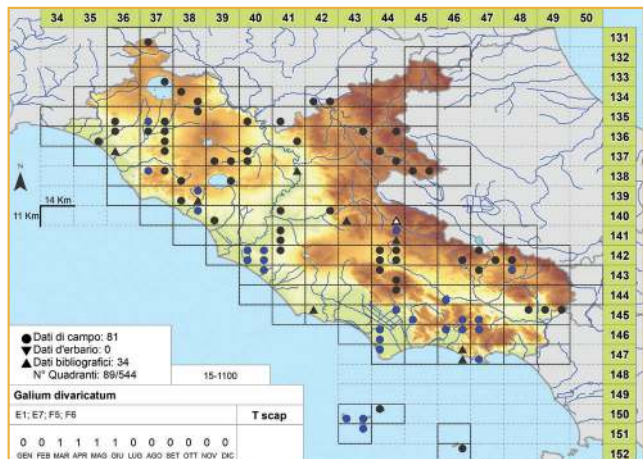 34 35 36 37 38 39 40 41 42 43 44 45 46 47 48 49 50
131
132
133
134
135
136
137
138
139
140
141
142
143
144
145
146
147
148
149
150
151
152
N
14 Km
11 Km
Dati di campo: 81
Dati d'erbario: 0
Dati bibliografici: 34
N° Quadranti: 89/544
15-1100
Galium divaricatum
E1; E7; F5; F6
T scap
0 0 1 1 1 1 0 0 0 0 0 0
GEN FEB MAR APR MAG GIU LUG AGO SET OTT NOV DIC